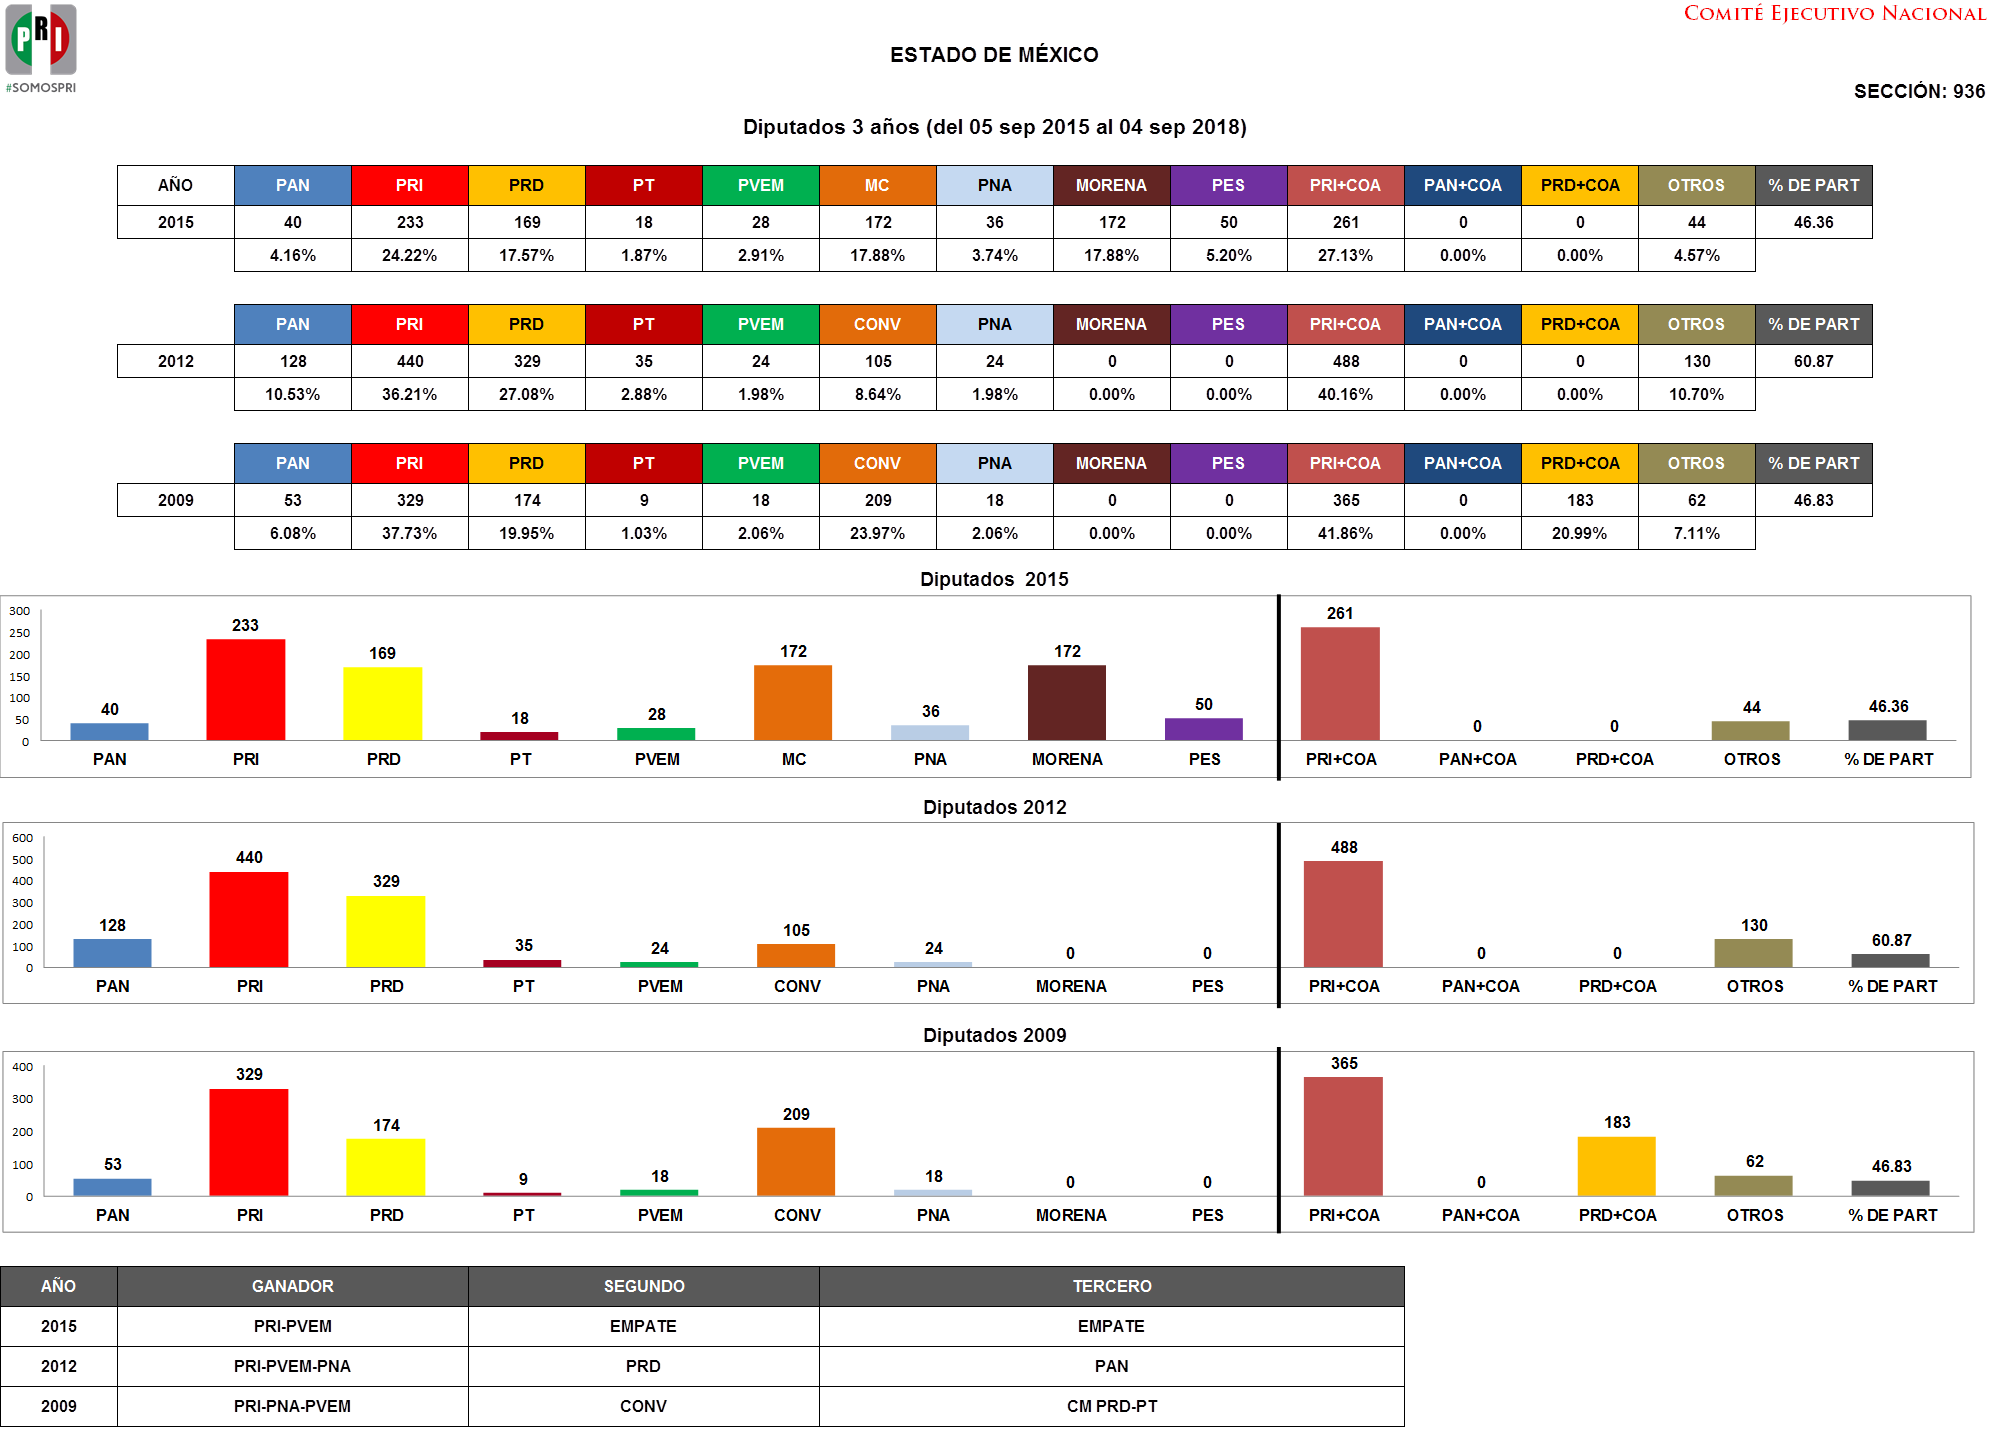 PRI
#SOMOSPRI
COMITÉ EJECUTIVO NACIONAL
ESTADO DE MÉXICO
SECCIÓN: 936
Diputados 3 años (del 05 sep 2015 al 04 sep 2018)
AÑO PAN PRI PRD PT PVEM MC PNA MORENA PES PRI+COA PAN+COA PRD+COA OTROS % DE PART
2015 40 233 169 18 28 172 36 172 50 261 0 0 44 46.36
4.16% 24.22% 17.57% 1.87% 2.91% 17.88% 3.74% 17.88% 5.20% 27.13% 0.00% 0.00% 4.57%
PAN PRI PRD PT PVEM CONV PNA MORENA PES PRI+COA PAN+COA PRD+COA OTROS % DE PART
2012 128 440 329 35 24 105 24 0 0 488 0 0 130 60.87
10.53% 36.21% 27.08% 2.88% 1.98% 8.64% 1.98% 0.00% 0.00% 40.16% 0.00% 0.00% 10.70%
PAN PRI PRD PT PVEM CONV PNA MORENA PES PRI+COA PAN+COA PRD+COA OTROS % DE PART
2009 53 329 174 9 18 209 18 0 0 365 0 183 62 46.83
6.08% 37.73% 19.95% 1.03% 2.06% 23.97% 2.06% 0.00% 0.00% 41.86% 0.00% 20.99% 7.11%
Diputados  2015
300
250
200
150
100
50
0
40 233 169 18 28 172 36 172 50 261 0 0 44 46.36
PAN PRI PRD PT PVEM MC PNA MORENA PES PRI+COA PAN+COA PRD+COA OTROS % DE PART
Diputados 2012
600
500
400
300
200
100
0
128 440 329 35 24 105 24 0 0 488 0 0 130 60.87
PAN PRI PRD PT PVEM CONV PNA MORENA PES PRI+COA PAN+COA PRD+COA OTROS % DE PART
Diputados 2009
400
300
200
100
0
53 329 174 9 18 209 18 0 0 365 0 183 62 46.83
PAN PRI PRD PT PVEM CONV PNA MORENA PES PRI+COA PAN+COA PRD+COA OTROS % DE PART
AÑO GANADOR SEGUNDO TERCERO
2015 PRI-PVEM EMPATE EMPATE
2012 PRI-PVEM-PNA PRD PAN
2009 PRI-PNA-PVEM CONV CM PRD-PT